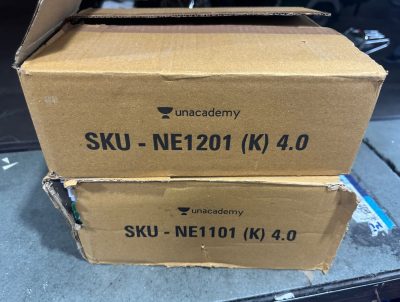 unacademy
SKU - NE1201 (K) 4.0
unacademy
SKU - NE1101 (K) 4.0